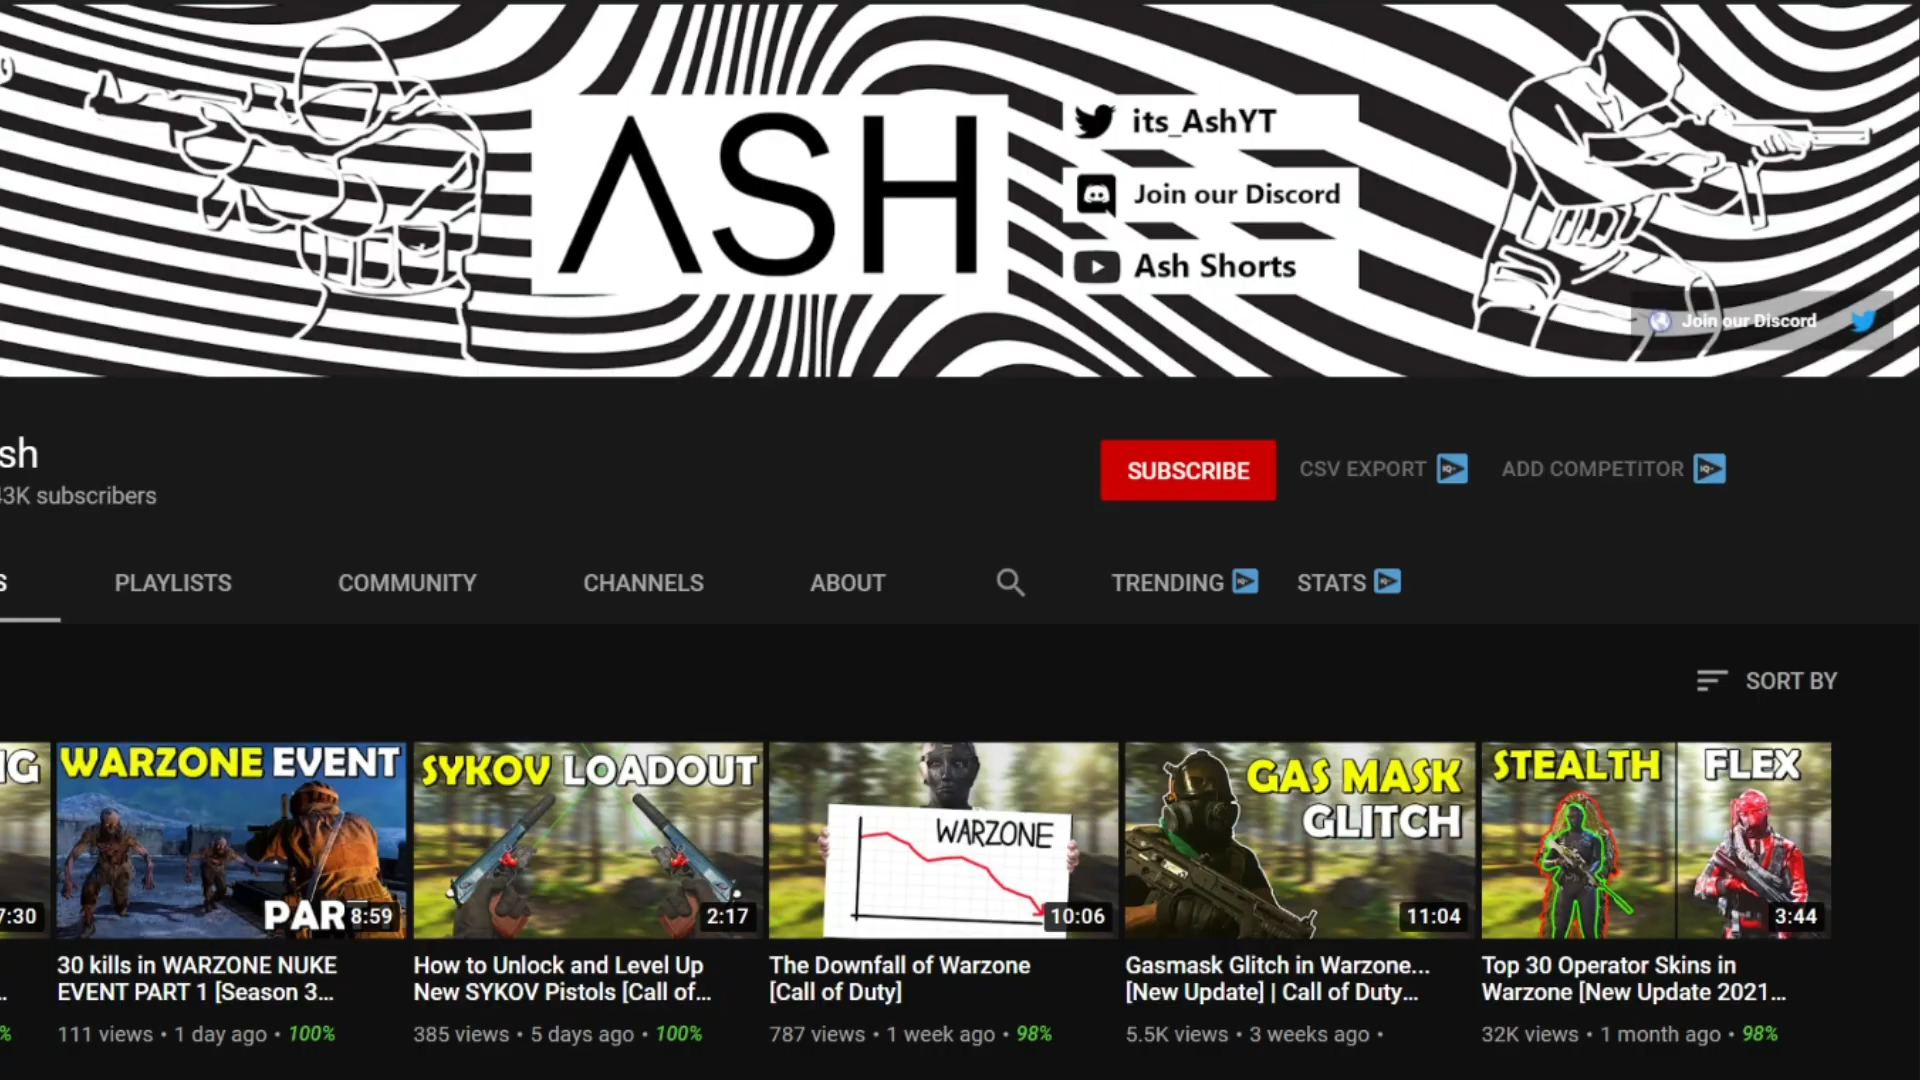 ASH
its_AshYT
Join our Discord
Ash Shorts
Join our Discord
sh
3K subscribers
SUBSCRIBE
CSV EXPORT
ADD COMPETITOR
S
PLAYLISTS
COMMUNITY
CHANNELS
ABOUT
TRENDING
STATS
SORT BY
NG
7:30
WARZONE EVENT
PAR
8:59
SYKOV LOADOUT
2:17
WARZONE
10:06
GAS MASK
GLITCH
11:04
STEALTH
FLEX
3:44
...
%
30 kills in WARZONE NUKE
EVENT PART 1 [Season 3...
111 views • 1 day ago • 100%
How to Unlock and Level Up
New SYKOV Pistols [Call of...
385 views • 5 days ago • 100%
The Downfall of Warzone
[Call of Duty]
787 views • 1 week ago • 98%
Gasmask Glitch in Warzone...
[New Update] | Call of Duty...
5.5K views • 3 weeks ago •
Top 30 Operator Skins in
Warzone [New Update 2021...
32K views • 1 month ago • 98%